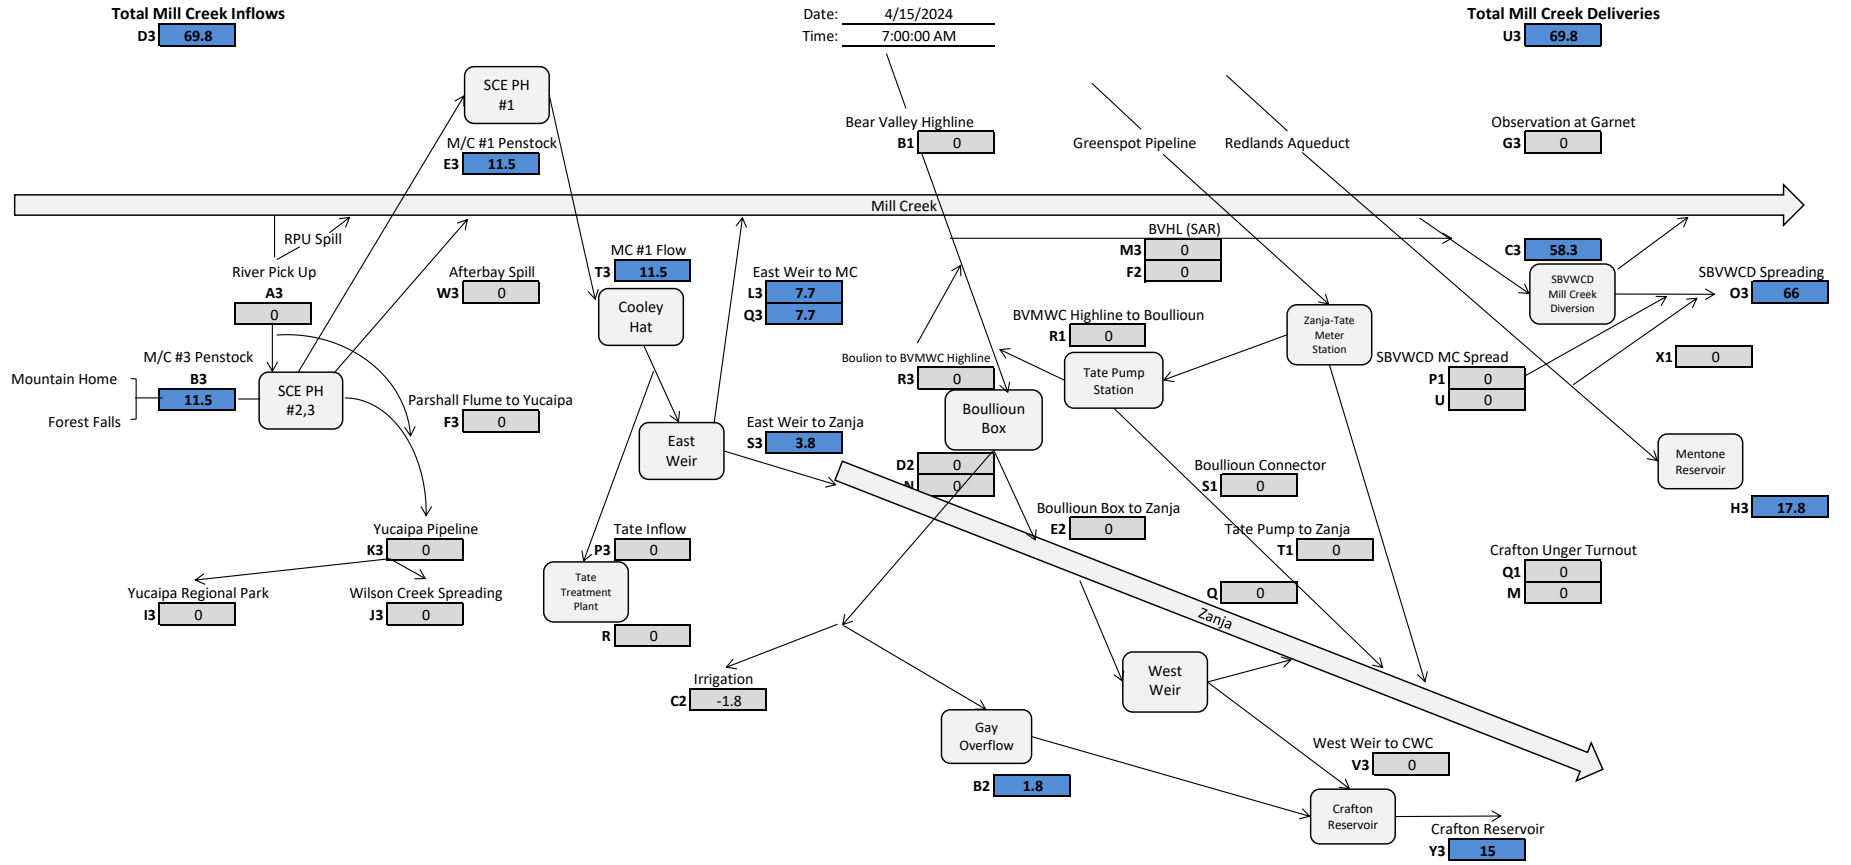 Total Mill Creek Inflows
D3 69.8
Date: 4/15/2024
Time: 7:00:00 AM
Total Mill Creek Deliveries
U3 69.8
SCE PH
#1
M/C #1 Penstock
E3 11.5
Bear Valley Highline
B1 0
Greenspot Pipeline
Redlands Aqueduct
Observation at Garnet
G3 0
Mill Creek
RPU Spill
River Pick Up
A3
0
Afterbay Spill
W3 0
MC #1 Flow
T3 11.5
Cooley
Hat
East Weir to MC
L3 7.7
Q3 7.7
BVHL (SAR)
M3 0
F2 0
C3 58.3
SBVWCD
Mill Creek
Diversion
SBVWCD Spreading
O3 66
BVMWC Highline to Boullioun
R1 0
Zanja-Tate
Meter
Station
M/C #3 Penstock
B3
11.5
Mountain Home
Forest Falls
SCE PH
#2,3
Boulion to BVMWC Highline
R3 0
Tate Pump
Station
SBVWCD MC Spread
P1 0
U 0
X1 0
Parshall Flume to Yucaipa
F3 0
Boullioun
Box
East
Weir
East Weir to Zanja
S3 3.8
D2 0
N 0
Mentone
Reservoir
H3 17.8
Boullioun Connector
S1 0
Boullioun Box to Zanja
E2 0
Tate Pump to Zanja
T1 0
Yucaipa Pipeline
K3 0
Tate Inflow
P3 0
Tate
Treatment
Plant
R 0
Crafton Unger Turnout
Q1 0
M 0
Yucaipa Regional Park
I3 0
Wilson Creek Spreading
J3 0
Q 0
Zanja
Irrigation
C2 -1.8
West
Weir
Gay
Overflow
B2 1.8
West Weir to CWC
V3 0
Crafton
Reservoir
Crafton Reservoir
Y3 15